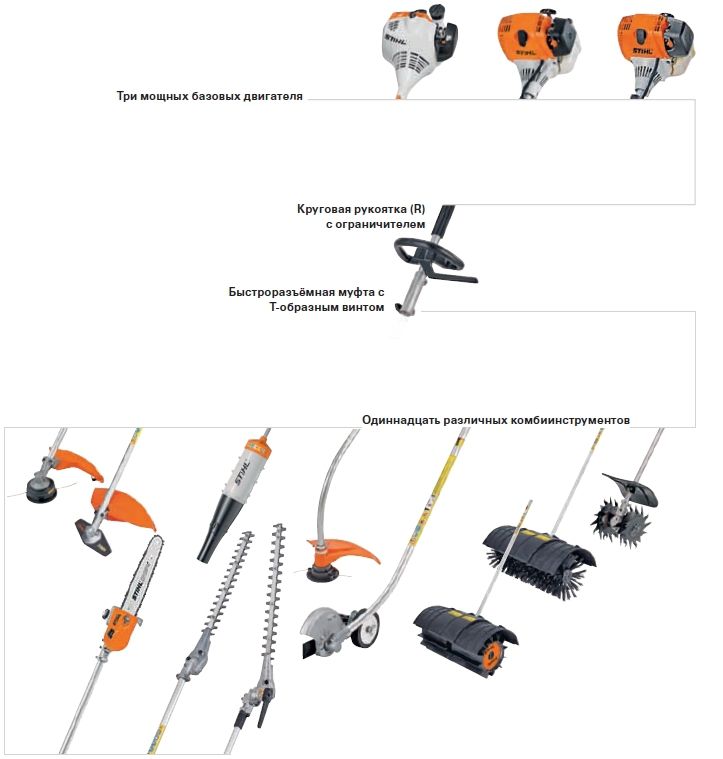 STIHL
STIHL
STIHL
Три мощных базовых двигателя
Круговая рукоятка (R)
с ограничителем
Быстроразъёмная муфта с
Т-образным винтом
Одиннадцать различных комбиинструментов
STIHL
STIHL